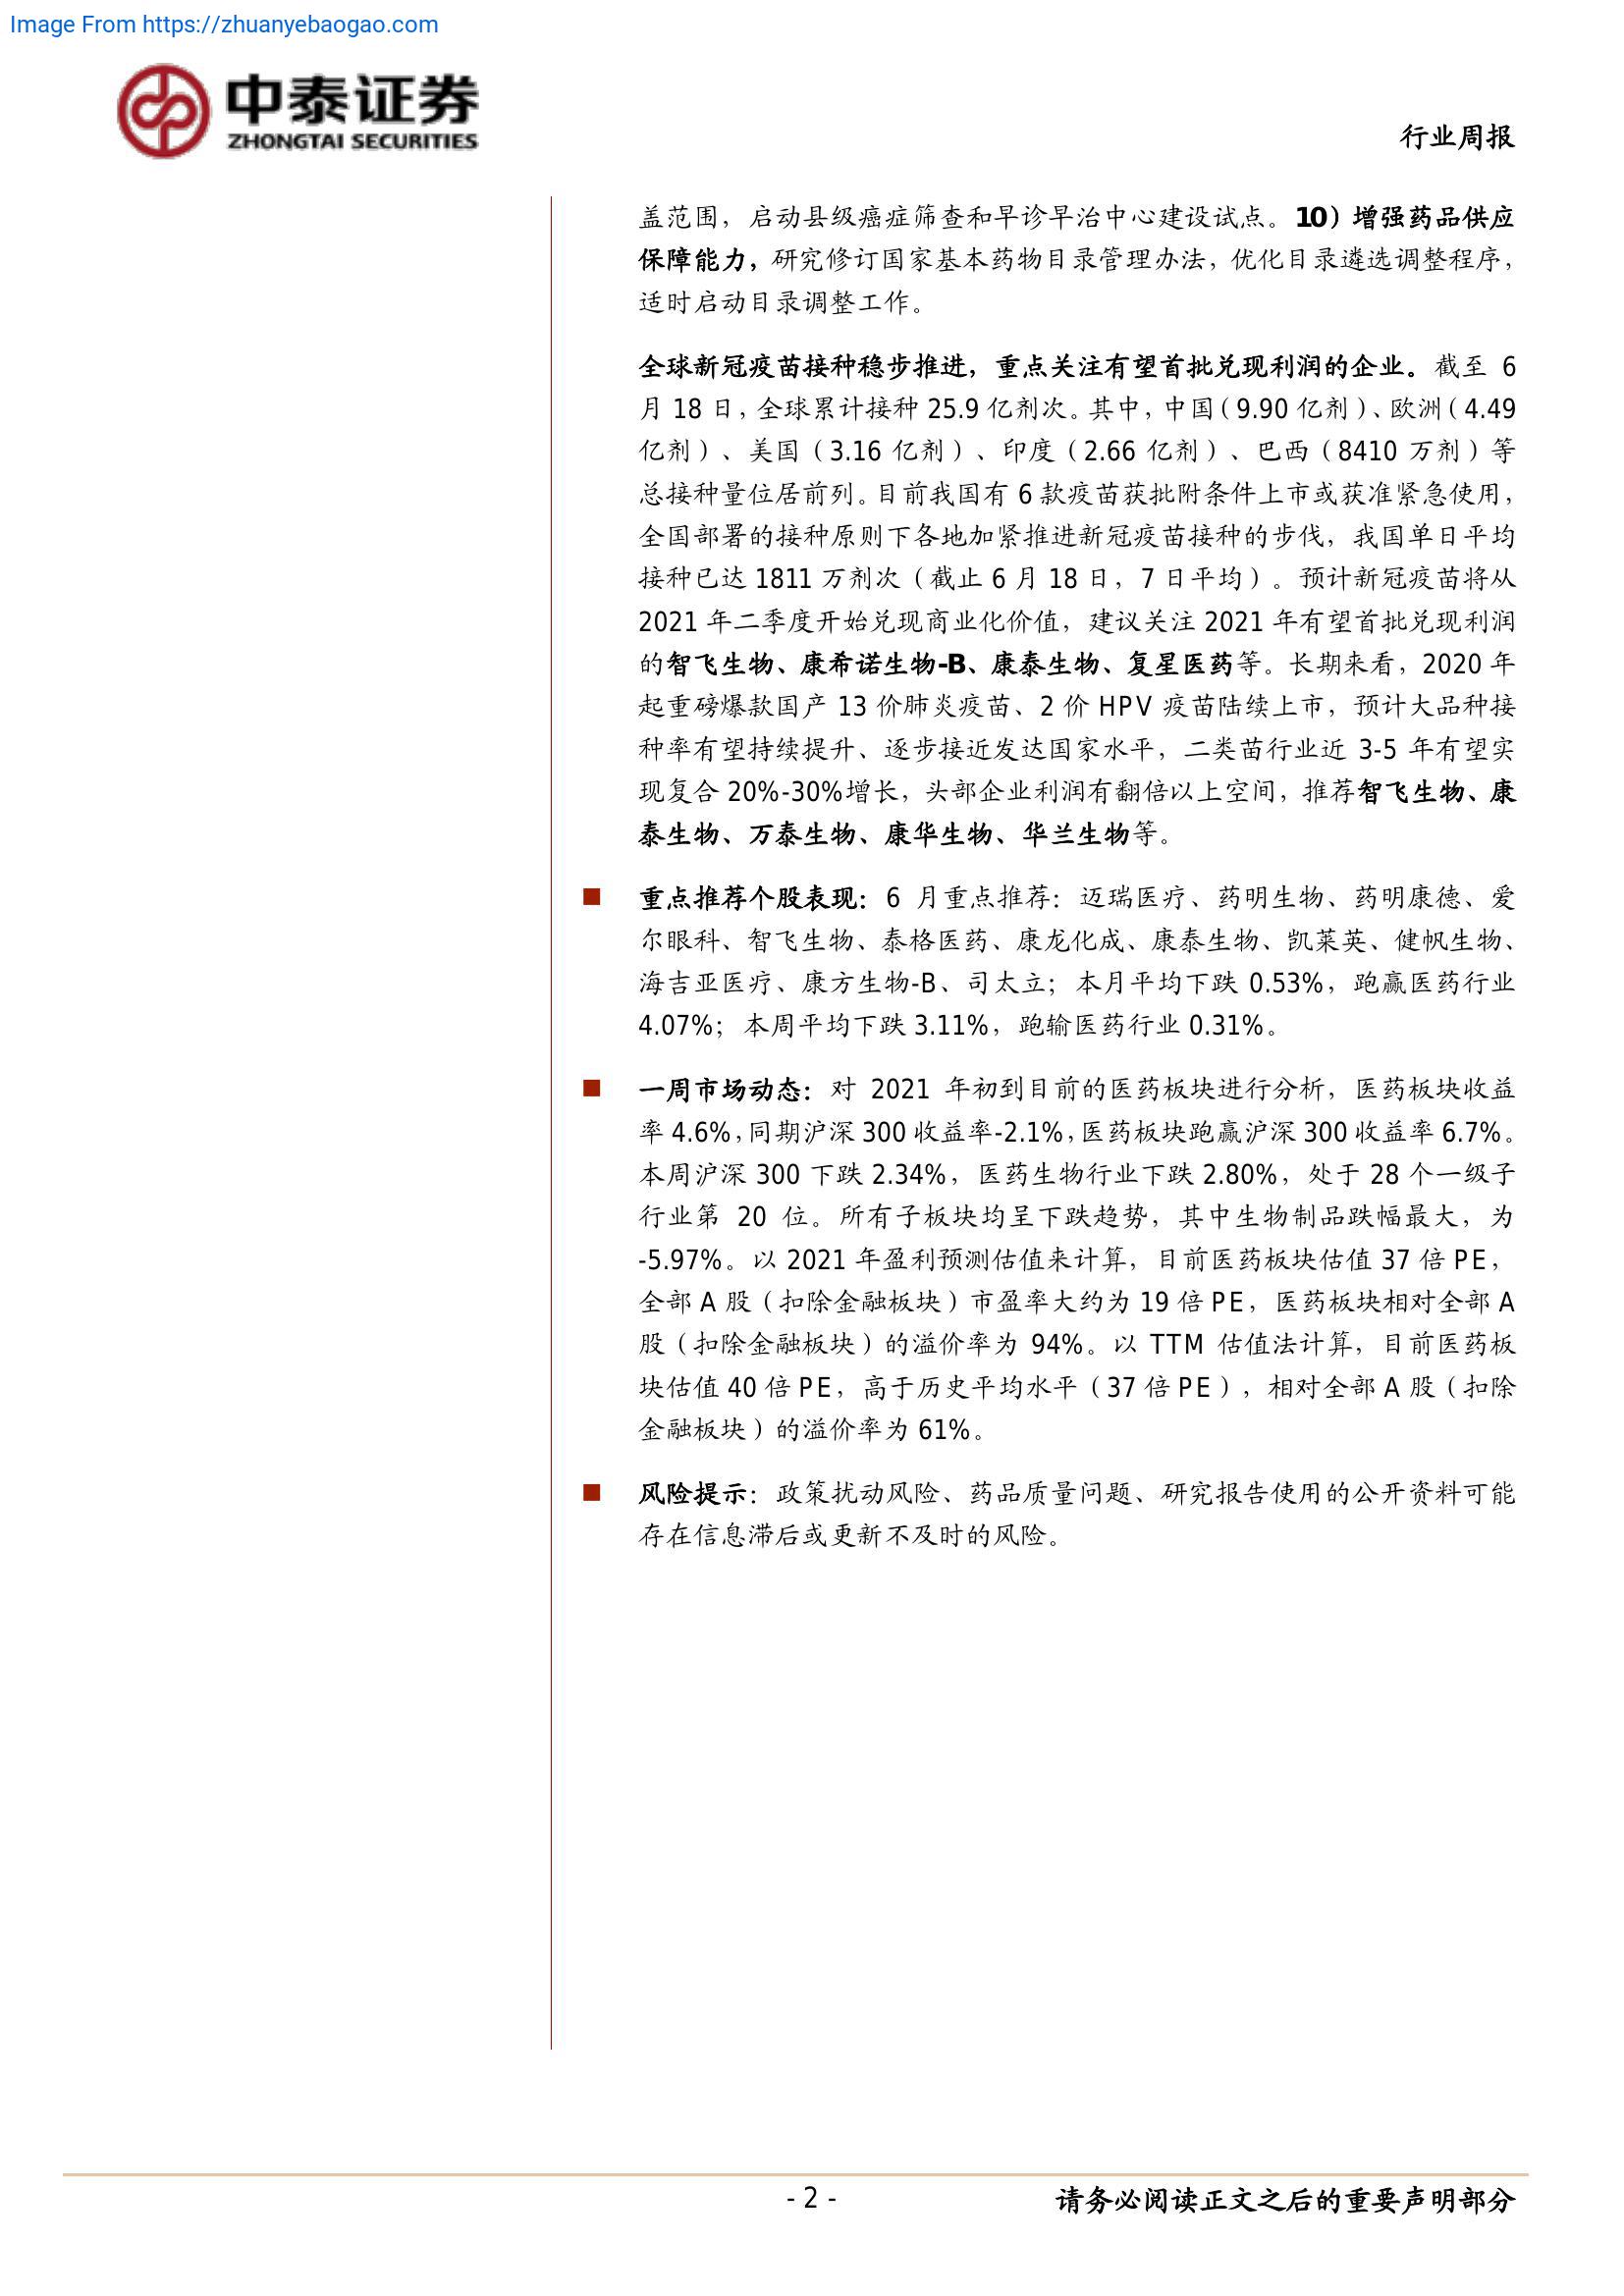 Image From https://zhuanyebaogao.com
中泰证券
ZHONGTAI SECURITIES
行业周报
盖范围，启动县级癌症筛查和早诊早治中心建设试点。10）增强药品供应
保障能力，研究修订国家基本药物目录管理办法，优化目录遴选调整程序，
适时启动目录调整工作。
全球新冠疫苗接种稳步推进，重点关注有望首批兑现利润的企业。截至 6
月 18 日，全球累计接种 25.9 亿剂次。其中，中国（9.90 亿剂）、欧洲（4.49
亿剂）、美国（3.16 亿剂）、印度（2.66 亿剂）、巴西（8410 万剂）等
总接种量位居前列。目前我国有 6 款疫苗获批附条件上市或获准紧急使用，
全国部署的接种原则下各地加紧推进新冠疫苗接种的步伐，我国单日平均
接种已达 1811 万剂次（截止 6 月 18 日，7 日平均）。预计新冠疫苗将从
2021 年二季度开始兑现商业化价值，建议关注 2021 年有望首批兑现利润
的智飞生物、康希诺生物-B、康泰生物、复星医药等。长期来看，2020 年
起重磅爆款国产 13 价肺炎疫苗、2 价 HPV 疫苗陆续上市，预计大品种接
种率有望持续提升、逐步接近发达国家水平，二类苗行业近 3-5 年有望实
现复合 20%-30%增长，头部企业利润有翻倍以上空间，推荐智飞生物、康
泰生物、万泰生物、康华生物、华兰生物等。
■ 重点推荐个股表现：6 月重点推荐：迈瑞医疗、药明生物、药明康德、爱
尔眼科、智飞生物、泰格医药、康龙化成、康泰生物、凯莱英、健帆生物、
海吉亚医疗、康方生物-B、司太立；本月平均下跌 0.53%，跑赢医药行业
4.07%；本周平均下跌 3.11%，跑输医药行业 0.31%。
■ 一周市场动态：对 2021 年初到目前的医药板块进行分析，医药板块收益
率 4.6%，同期沪深 300 收益率-2.1%，医药板块跑赢沪深 300 收益率 6.7%。
本周沪深 300 下跌 2.34%，医药生物行业下跌 2.80%，处于 28 个一级子
行业第 20 位。所有子板块均呈下跌趋势，其中生物制品跌幅最大，为
-5.97%。以 2021 年盈利预测估值来计算，目前医药板块估值 37 倍 PE，
全部 A 股（扣除金融板块）市盈率大约为 19 倍 PE，医药板块相对全部 A
股（扣除金融板块）的溢价率为 94%。以 TTM 估值法计算，目前医药板
块估值 40 倍 PE，高于历史平均水平（37 倍 PE），相对全部 A 股（扣除
金融板块）的溢价率为 61%。
■ 风险提示：政策扰动风险、药品质量问题、研究报告使用的公开资料可能
存在信息滞后或更新不及时的风险。
- 2 -
请务必阅读正文之后的重要声明部分